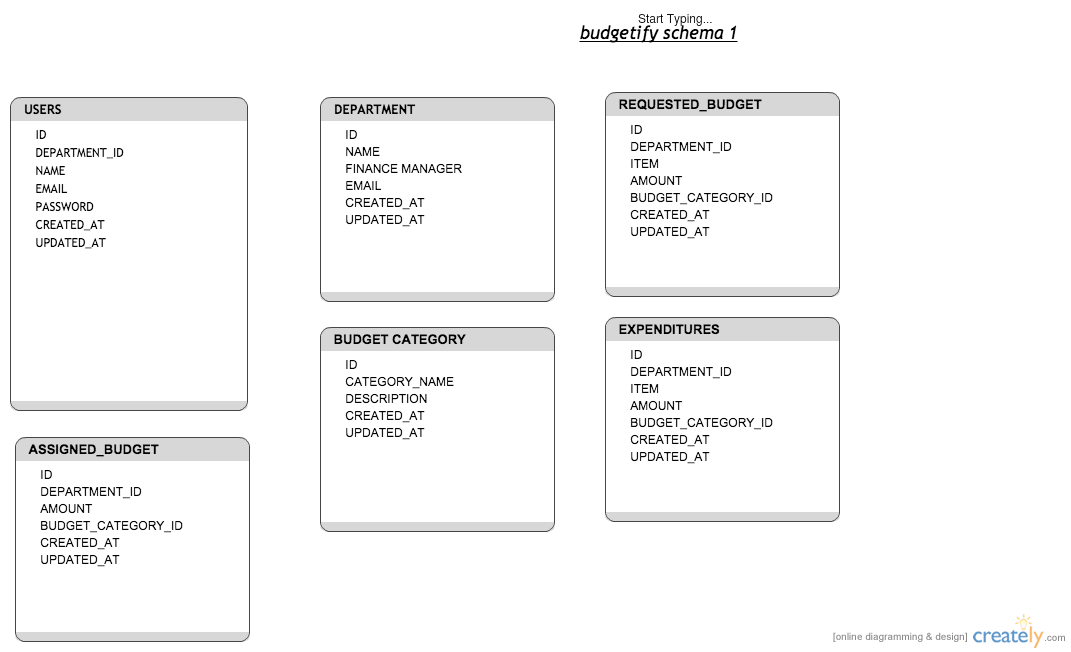 Start Typing...
budgetify schema 1
USERS
ID
DEPARTMENT_ID
NAME
EMAIL
PASSWORD
CREATED_AT
UPDATED_AT
DEPARTMENT
ID
NAME
FINANCE MANAGER
EMAIL
CREATED_AT
UPDATED_AT
REQUESTED_BUDGET
ID
DEPARTMENT_ID
ITEM
AMOUNT
BUDGET_CATEGORY_ID
CREATED_AT
UPDATED_AT
ASSIGNED_BUDGET
ID
DEPARTMENT_ID
AMOUNT
BUDGET_CATEGORY_ID
CREATED_AT
UPDATED_AT
BUDGET CATEGORY
ID
CATEGORY_NAME
DESCRIPTION
CREATED_AT
UPDATED_AT
EXPENDITURES
ID
DEPARTMENT_ID
ITEM
AMOUNT
BUDGET_CATEGORY_ID
CREATED_AT
UPDATED_AT
[online diagramming & design] creately.com